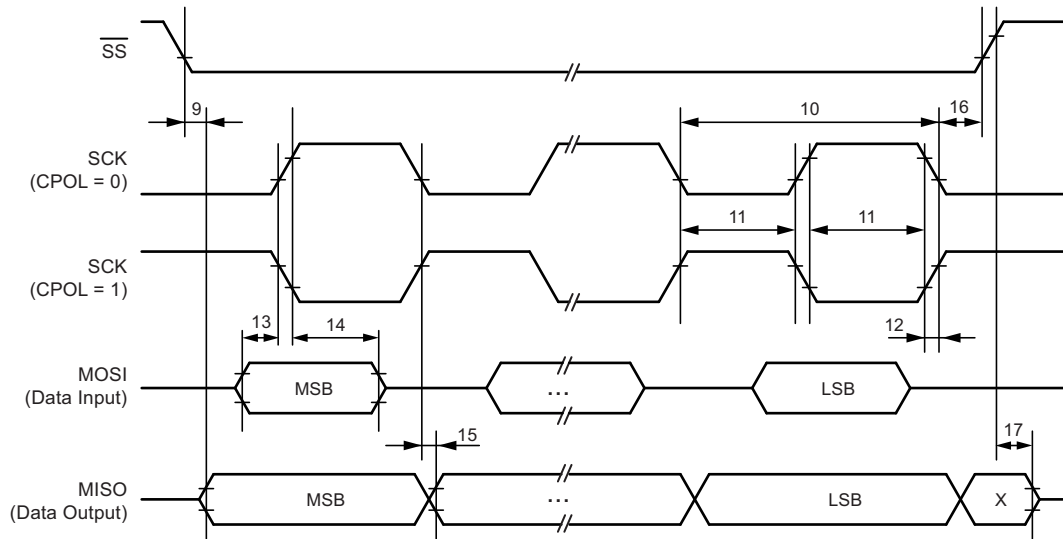 SS
9
10
16
SCK
(CPOL = 0)
11
11
SCK
(CPOL = 1)
13
14
12
MOSI
(Data Input)
MSB
...
LSB
15
17
MISO
(Data Output)
MSB
...
LSB
X